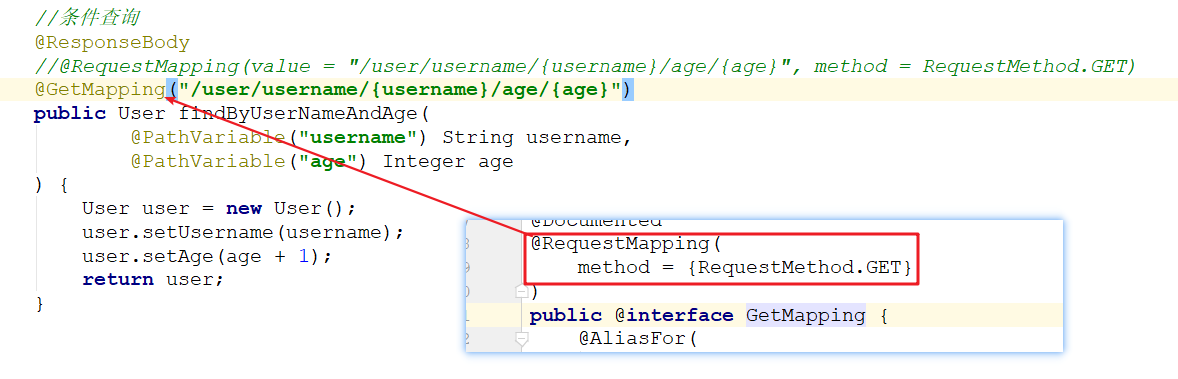 //条件查询
@ResponseBody
//@RequestMapping(value = "/user/username/{username}/age/{age}", method = RequestMethod.GET)
@GetMapping("/user/username/{username}/age/{age}")
public User findByUserNameAndAge(
@PathVariable("username") String username,
@PathVariable("age") Integer age
) {
User user = new User();
user.setUsername(username);
user.setAge(age + 1);
return user;
}
@Documented
@RequestMapping(
method = {RequestMethod.GET}
)
public @interface GetMapping {
@AliasFor(